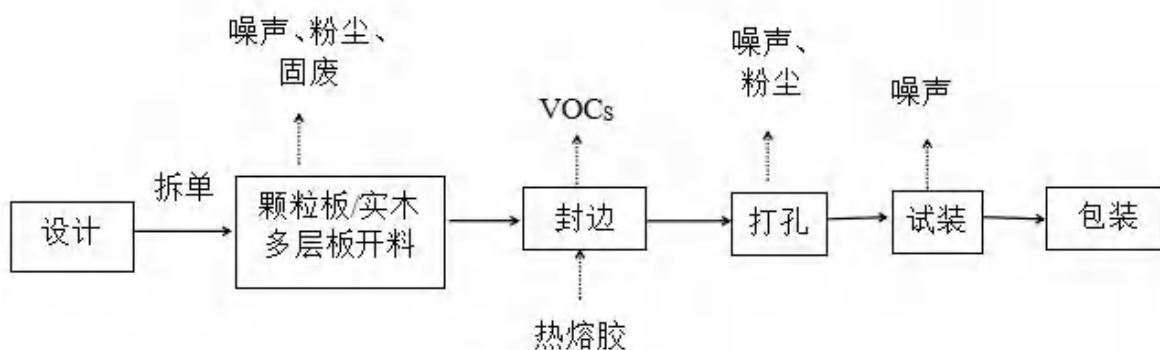 噪声、粉尘、
固废
噪声、
粉尘
噪声
VOCs
拆单
设计
颗粒板/实木
多层板开料
封边
打孔
试装
包装
热熔胶